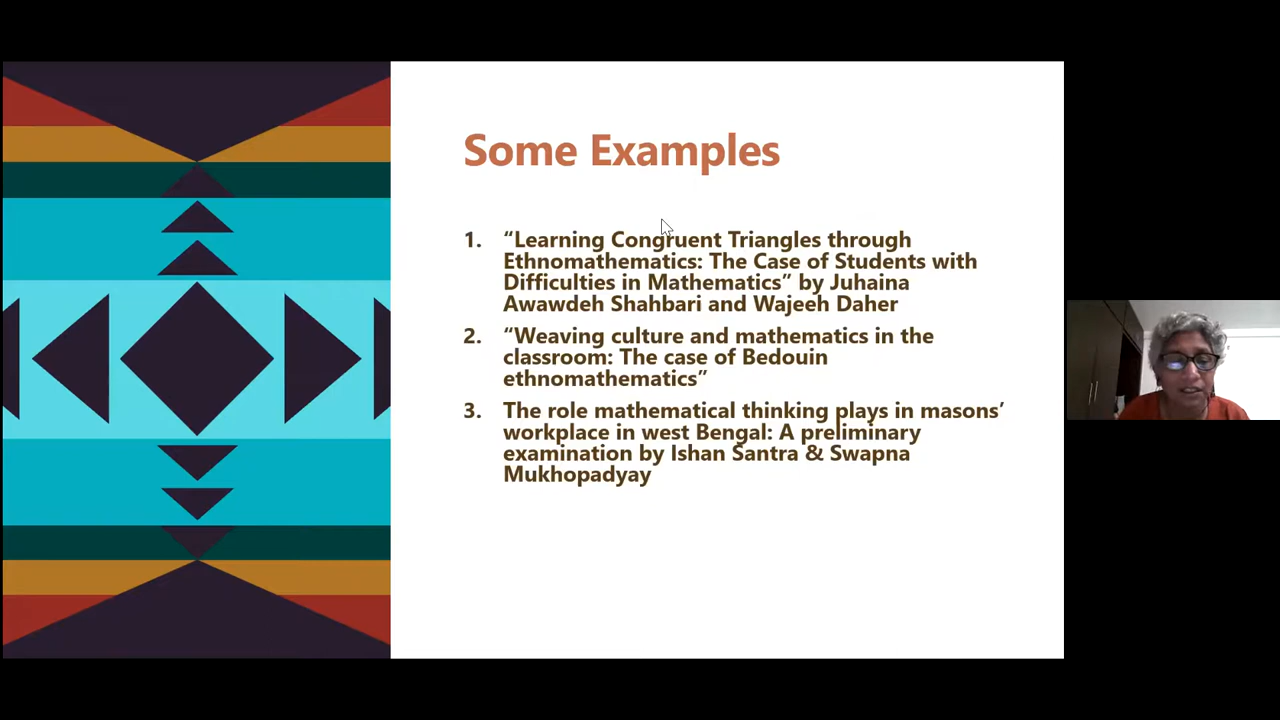 Some Examples
1. “Learning Congruent Triangles through
Ethnomathematics: The Case of Students with
Difficulties in Mathematics” by Juhaina
Awawdeh Shahbari and Wajeeh Daher
2. “Weaving culture and mathematics in the
classroom: The case of Bedouin
ethnomathematics”
3. The role mathematical thinking plays in masons’
workplace in west Bengal: A preliminary
examination by Ishan Santra & Swapna
Mukhopadyay